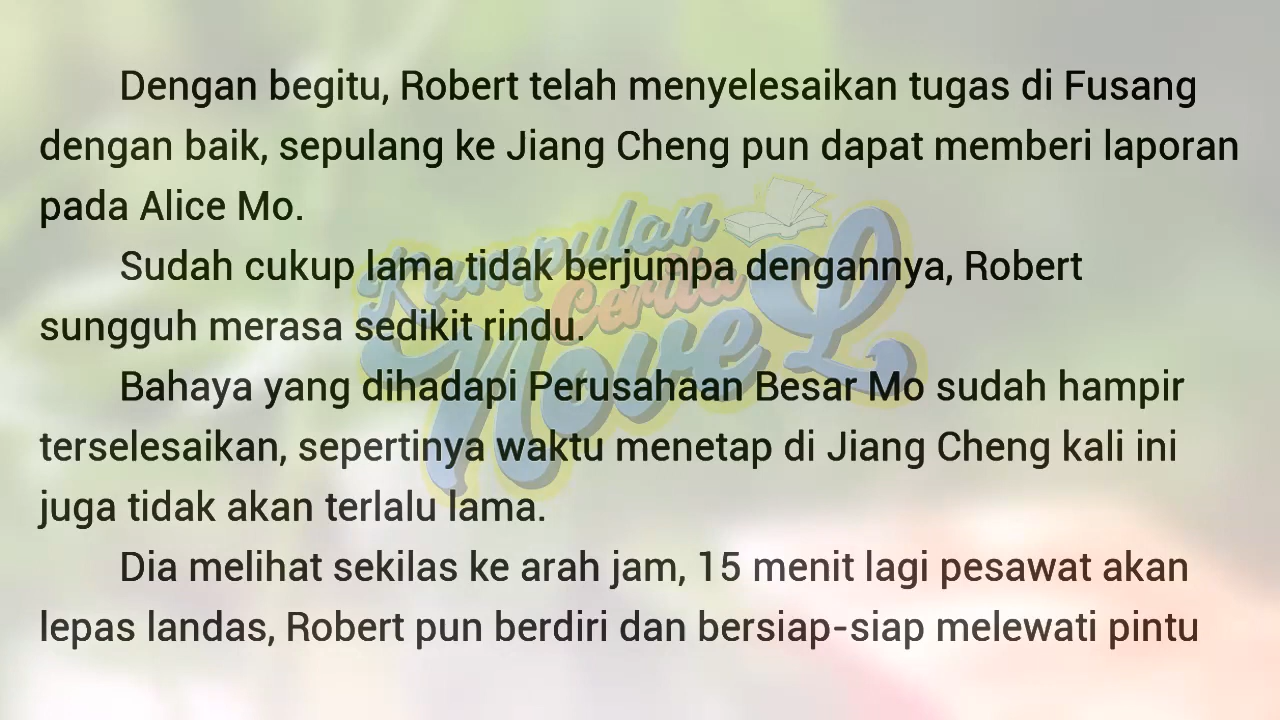 Dengan begitu, Robert telah menyelesaikan tugas di Fusang
dengan baik, sepulang ke Jiang Cheng pun dapat memberi laporan
pada Alice Mo.
Sudah cukup lama tidak berjumpa dengannya, Robert
sungguh merasa sedikit rindu.
Bahaya yang dihadapi Perusahaan Besar Mo sudah hampir
terselesaikan, sepertinya waktu menetap di Jiang Cheng kali ini
juga tidak akan terlalu lama.
Dia melihat sekilas ke arah jam, 15 menit lagi pesawat akan
lepas landas, Robert pun berdiri dan bersiap-siap melewati pintu
Kumpulan
Cerita
NoveL